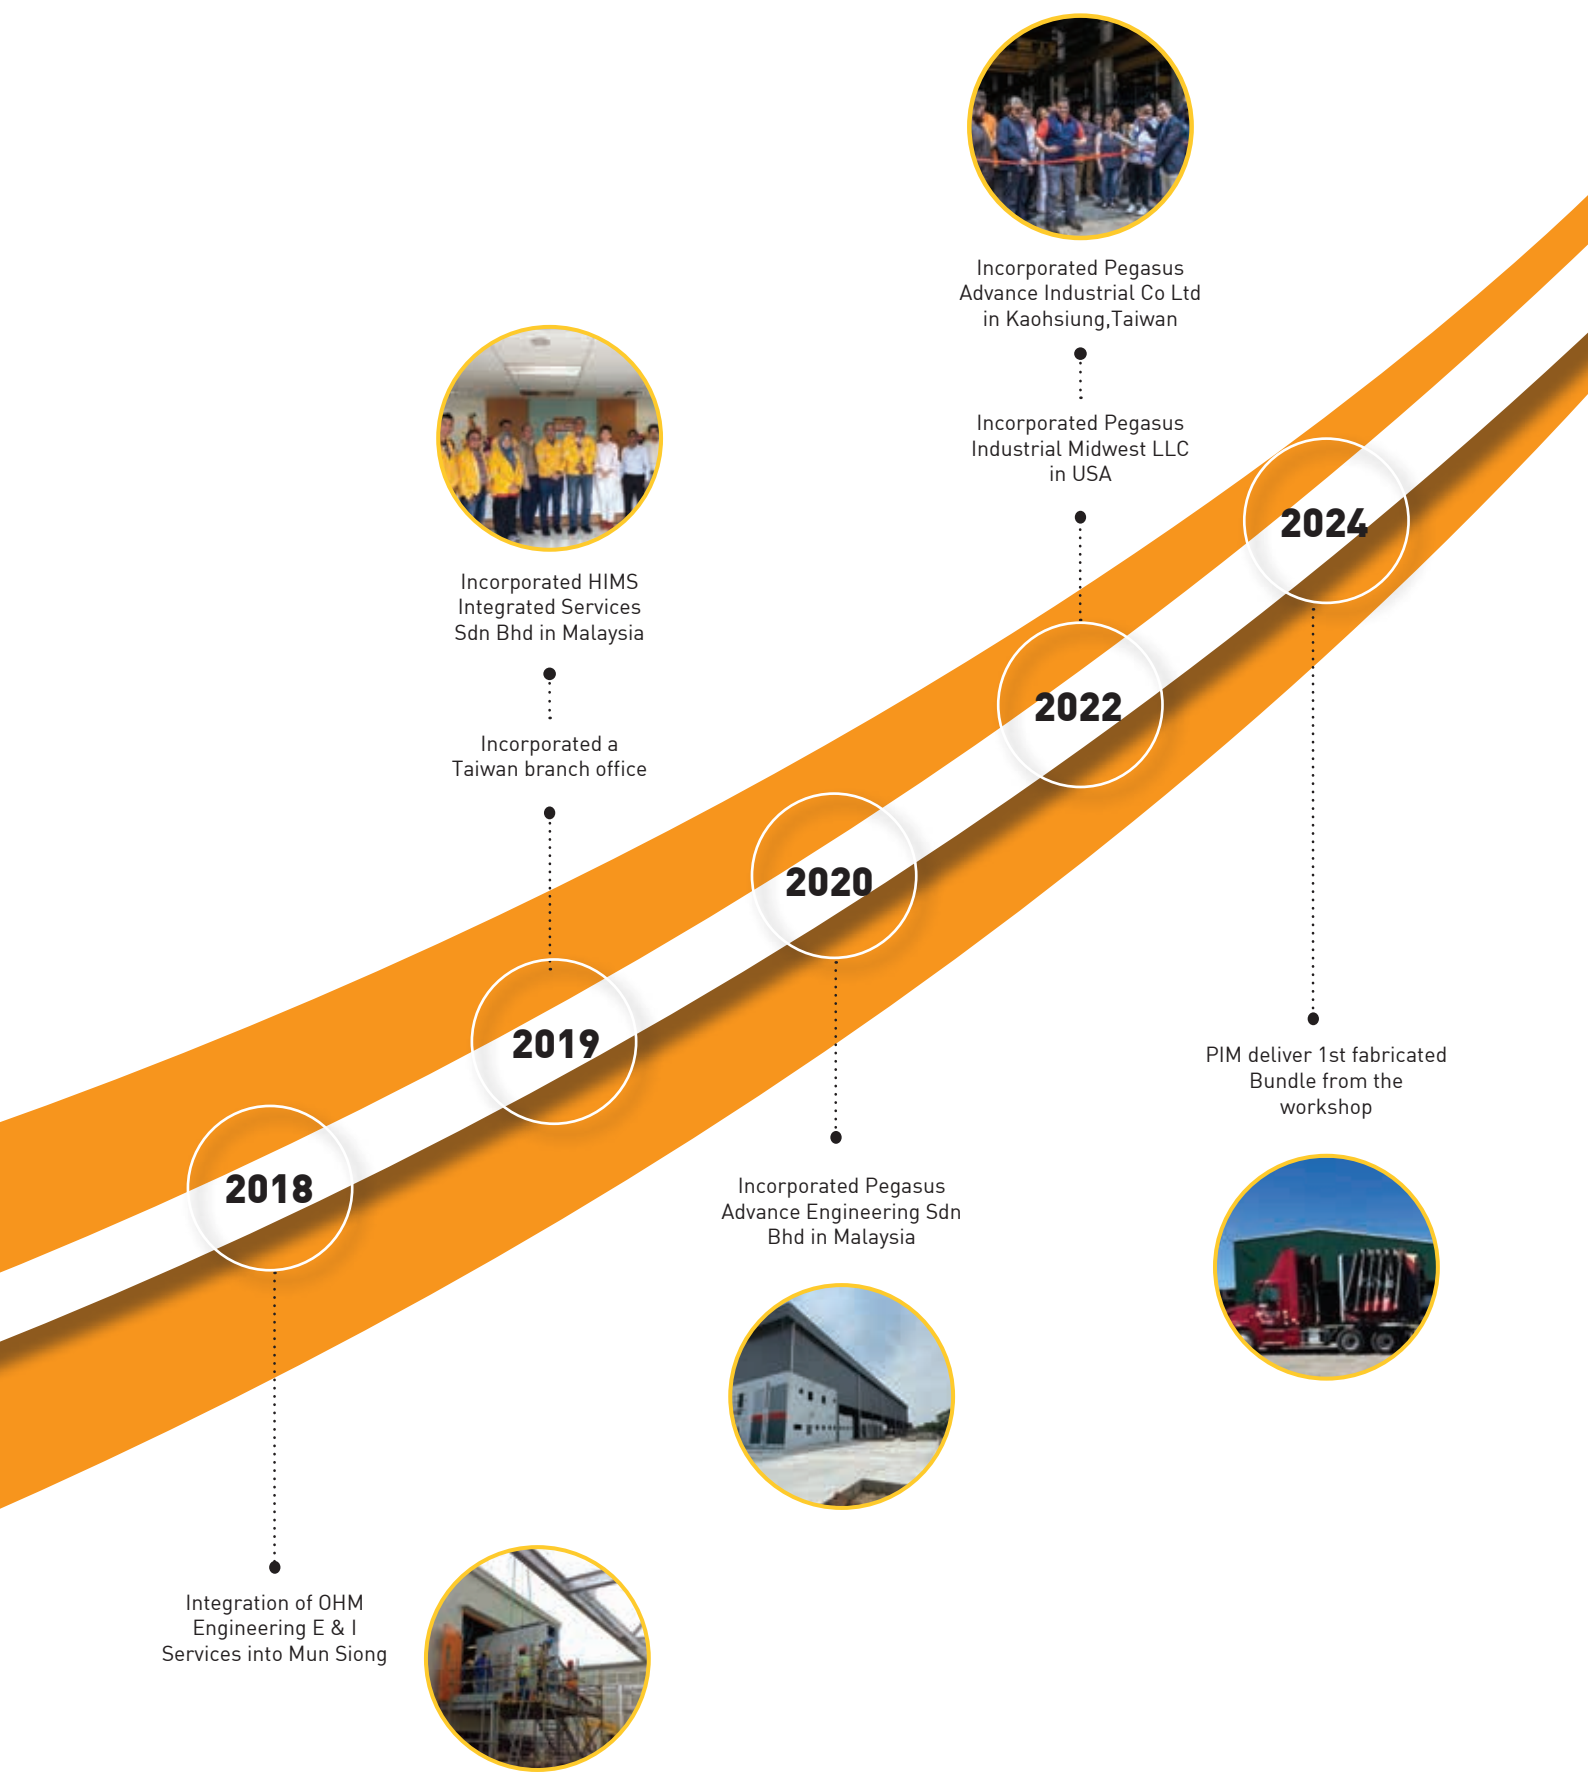 Incorporated Pegasus
Advance Industrial Co Ltd
in Kaohsiung,Taiwan
Incorporated Pegasus
Industrial Midwest LLC
in USA
2024
Incorporated HIMS
Integrated Services
Sdn Bhd in Malaysia
Incorporated a
Taiwan branch office
2022
2020
2019
PIM deliver 1st fabricated
Bundle from the
workshop
2018
Incorporated Pegasus
Advance Engineering Sdn
Bhd in Malaysia
Integration of OHM
Engineering E & I
Services into Mun Siong